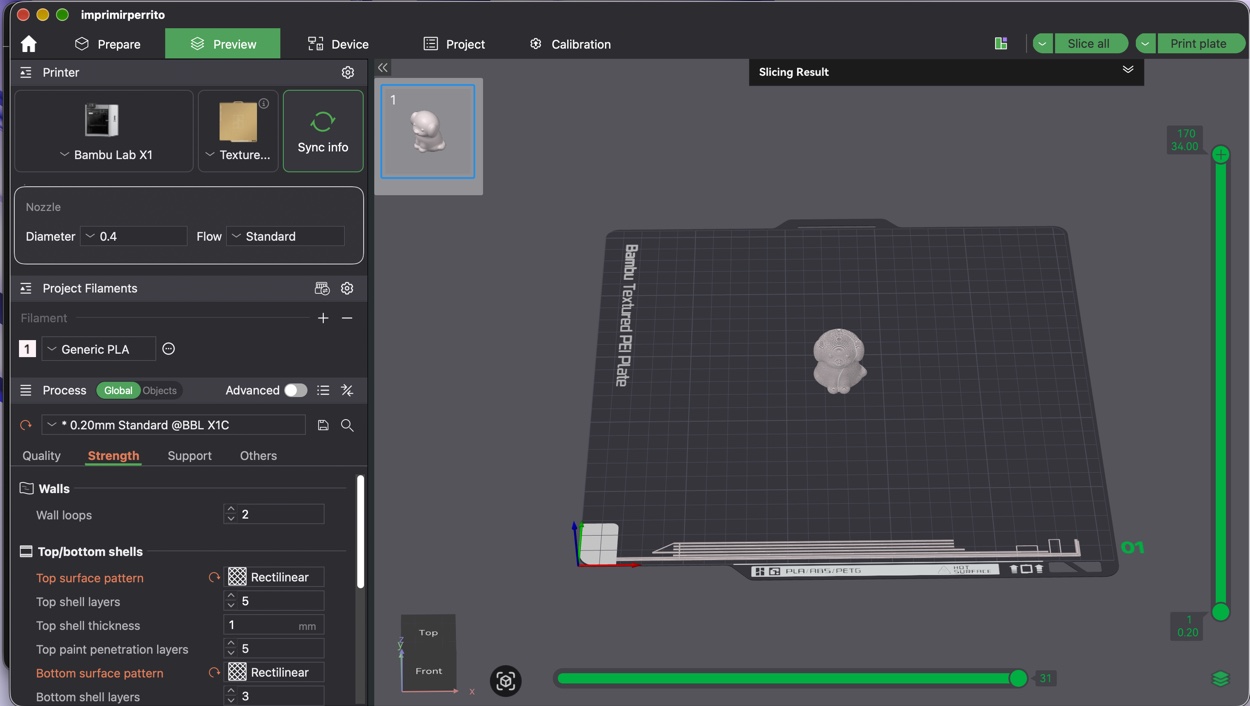 imprimirperrito
Prepare
Preview
Device
Project
Calibration
Slice all
Print plate
Printer
Bambu Lab X1
Texture...
Sync info
Nozzle
Diameter
0.4
Flow
Standard
Project Filaments
Filament
1
Generic PLA
Process
Global
Objects
Advanced
* 0.20mm Standard @BBL X1C
Quality
Strength
Support
Others
Walls
Wall loops
2
Top/bottom shells
Top surface pattern
Rectilinear
Top shell layers
5
Top shell thickness
1
mm
Top paint penetration layers
5
Bottom surface pattern
Rectilinear
Bottom shell layers
3
1
Slicing Result
170
34.00
Bambu Textured PEI Plate
01
PLA/ABS/PETG
HOT
SURFACE
1
0.20
Top
Front
z
y
x
31